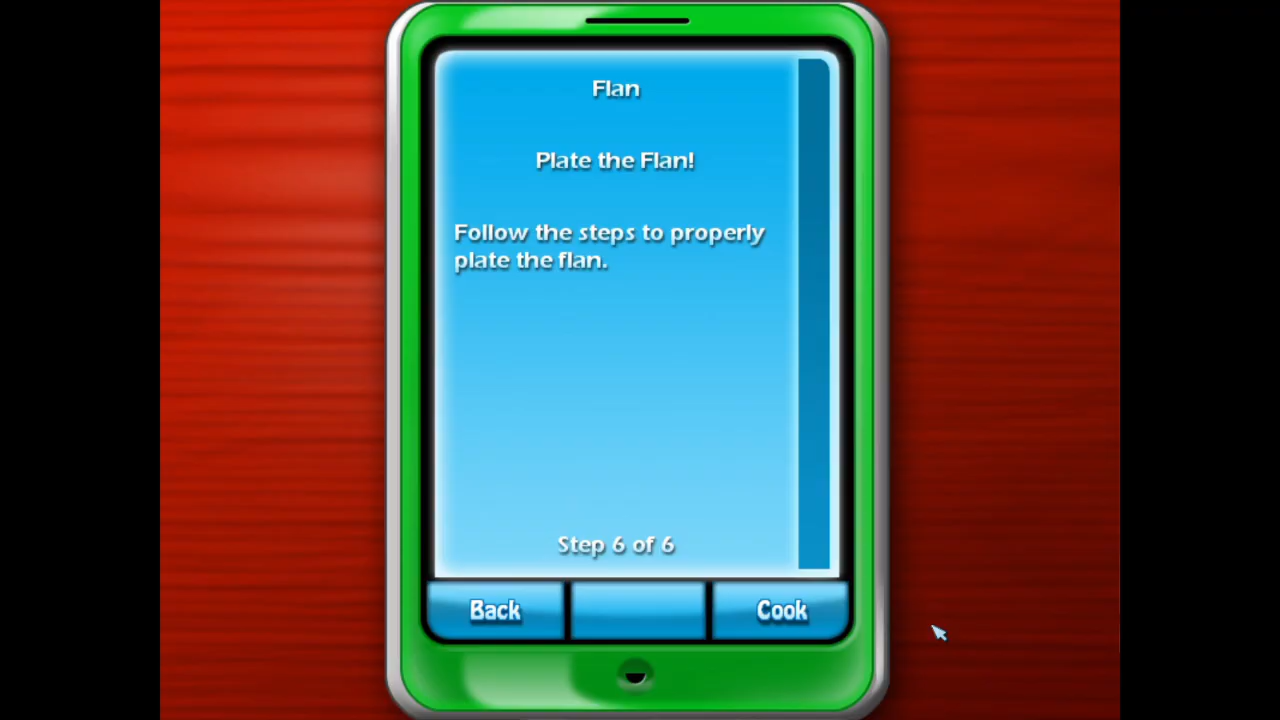 Flan
Plate the Flan!
Follow the steps to properly
plate the flan.
Step 6 of 6
Back
Cook